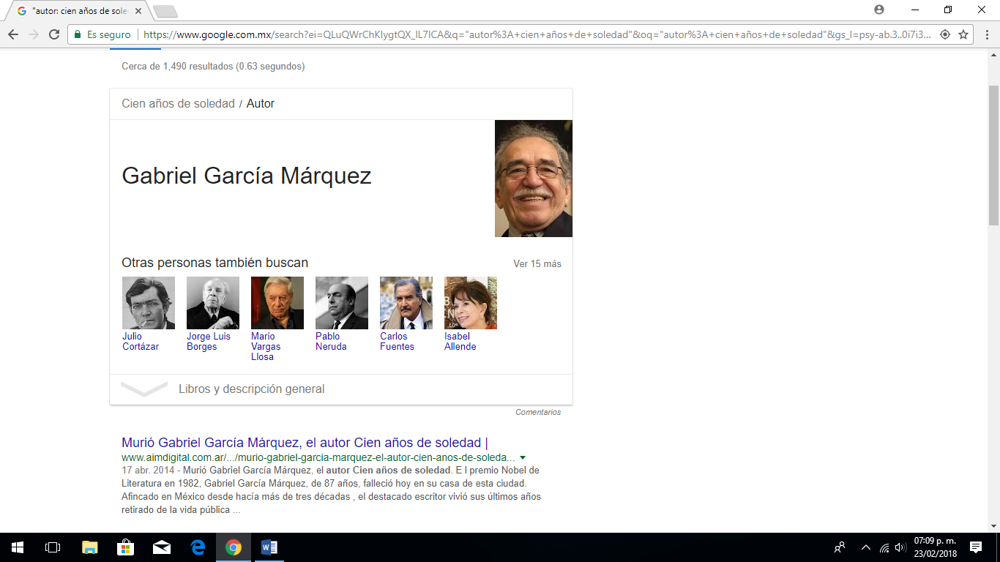 "autor: cien años de sole
Es seguro
https://www.google.com.mx/search?ei=QLuQWrChKIygtQX_lL7ICA&q="autor%3A+cien+años+de+soledad"&oq="autor%3A+cien+años+de+soledad"&gs_l=psy-ab.3..0i7i3...
Cerca de 1,490 resultados (0.63 segundos)
Cien años de soledad / Autor
Gabriel García Márquez
Otras personas también buscan
Ver 15 más
Julio Cortázar
Jorge Luis Borges
Mario Vargas Llosa
Pablo Neruda
Carlos Fuentes
Isabel Allende
Libros y descripción general
Comentarios
Murió Gabriel García Márquez, el autor Cien años de soledad |
www.aimdigital.com.ar/.../murio-gabriel-garcia-marquez-el-autor-cien-anos-de-soleda...
17 abr. 2014 - Murió Gabriel García Márquez, el autor Cien años de soledad. E l premio Nobel de
Literatura en 1982, Gabriel García Márquez, de 87 años, falleció hoy en su casa de esta ciudad.
Afincado en México desde hacía más de tres décadas , el destacado escritor vivió sus últimos años
retirado de la vida pública ...
07:09 p. m.
23/02/2018